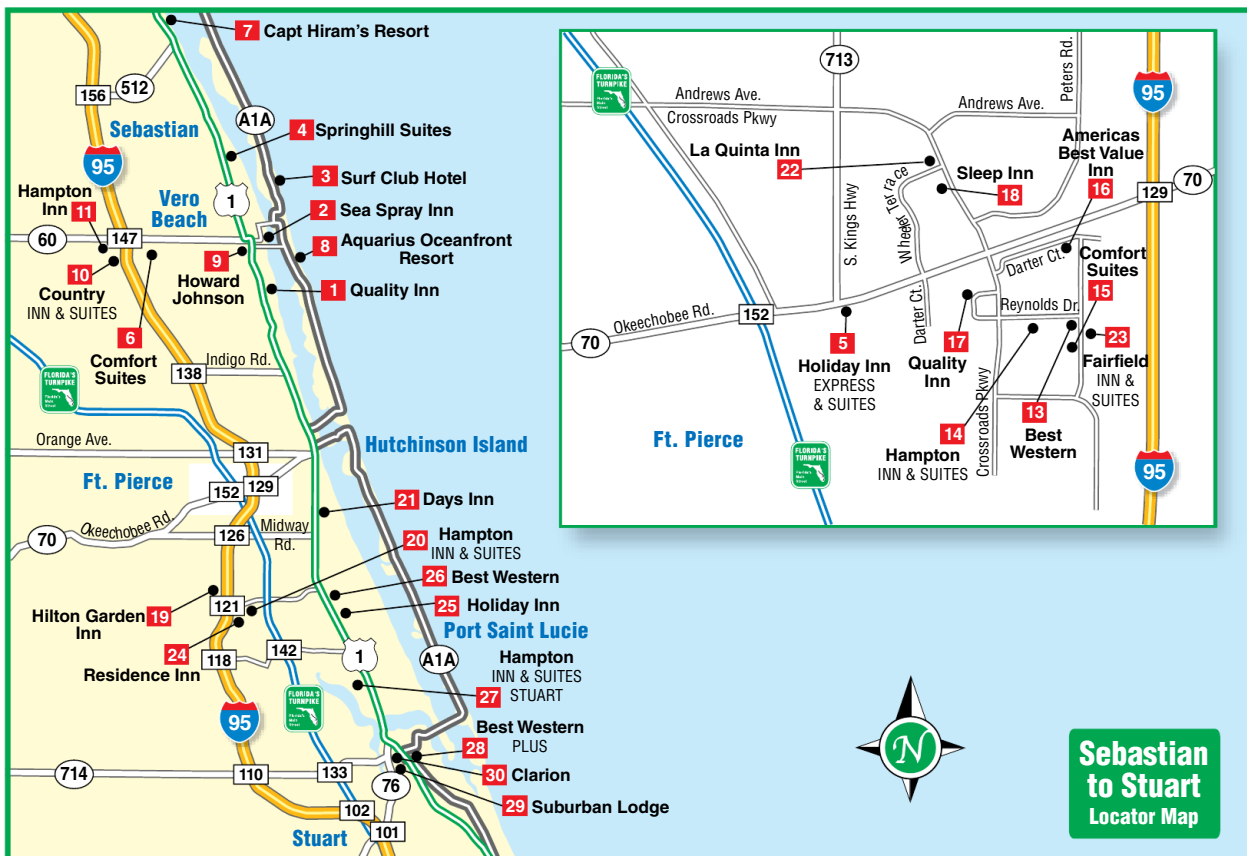 7 Capt Hiram's Resort
512
156
A1A
Sebastian
4 Springhill Suites
95
Hampton
Inn 11
Vero
Beach
1
3 Surf Club Hotel
2 Sea Spray Inn
60
147
8 Aquarius Oceanfront
Resort
10
Country
INN & SUITES
9
Howard
Johnson
1 Quality Inn
6
Comfort
Suites
Indigo Rd.
138
FLORIDA'S
TURNPIKE
Orange Ave.
131
Hutchinson Island
Ft. Pierce
152
129
21 Days Inn
Okeechobee Rd.
70
126
Midway
Rd.
20 Hampton
INN & SUITES
26 Best Western
Hilton Garden
Inn
19
121
25 Holiday Inn
Port Saint Lucie
24
Residence Inn
118
142
1
A1A
Hampton
INN & SUITES
27 STUART
FLORIDA'S
TURNPIKE
95
Best Western
28 PLUS
714
110
133
76
30 Clarion
29 Suburban Lodge
102
101
Stuart
713
FLORIDA'S
TURNPIKE
Andrews Ave.
Crossroads Pkwy
Andrews Ave.
Peters Rd.
95
La Quinta Inn
22
Sleep Inn
18
Americas
Best Value
Inn
16
129
70
S. Kings Hwy
Wheeler Terrace
Darter Ct.
Comfort
Suites
15
Okeechobee Rd.
70
152
5
Holiday Inn
EXPRESS
& SUITES
Darter Ct.
17
Quality
Inn
Reynolds Dr.
23
Fairfield
INN &
SUITES
Crossroads Pkwy
13
Best
Western
14
Hampton
INN & SUITES
Ft. Pierce
FLORIDA'S
TURNPIKE
95
N
Sebastian
to Stuart
Locator Map